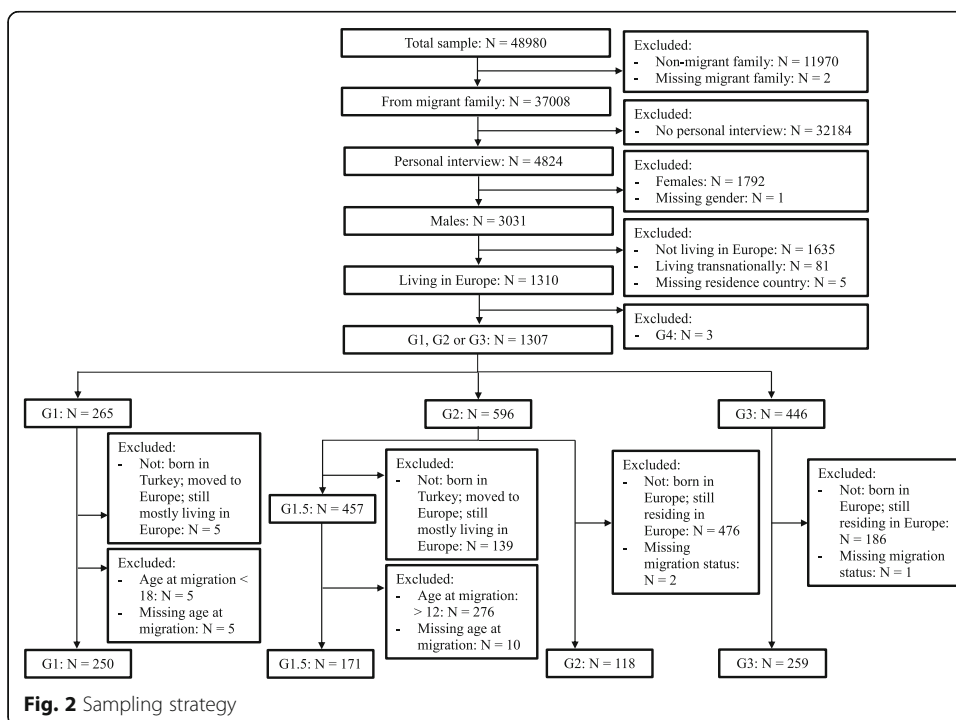 Total sample: N = 48980
Excluded:
- Non-migrant family: N = 11970
- Missing migrant family: N = 2
From migrant family: N = 37008
Excluded:
- No personal interview: N = 32184
Personal interview: N = 4824
Excluded:
- Females: N = 1792
- Missing gender: N = 1
Males: N = 3031
Excluded:
- Not living in Europe: N = 1635
- Living transnationally: N = 81
- Missing residence country: N = 5
Living in Europe: N = 1310
Excluded:
- G4: N = 3
G1, G2 or G3: N = 1307
G1: N = 265
G2: N = 596
G3: N = 446
Excluded:
- Not: born in
Turkey; moved to
Europe; still
mostly living in
Europe: N = 5
Excluded:
- Age at migration <
18: N = 5
- Missing age at
migration: N = 5
G1: N = 250
G1.5: N = 457
Excluded:
- Not: born in
Turkey; moved to
Europe; still
mostly living in
Europe: N = 139
Excluded:
- Age at migration:
> 12: N = 276
- Missing age at
migration: N = 10
G1.5: N = 171
Excluded:
- Not: born in
Europe; still
residing in
Europe: N = 476
- Missing
migration status:
N = 2
G2: N = 118
Excluded:
- Not: born in
Europe; still
residing in Europe:
N = 186
- Missing migration
status: N = 1
G3: N = 259
Fig. 2 Sampling strategy